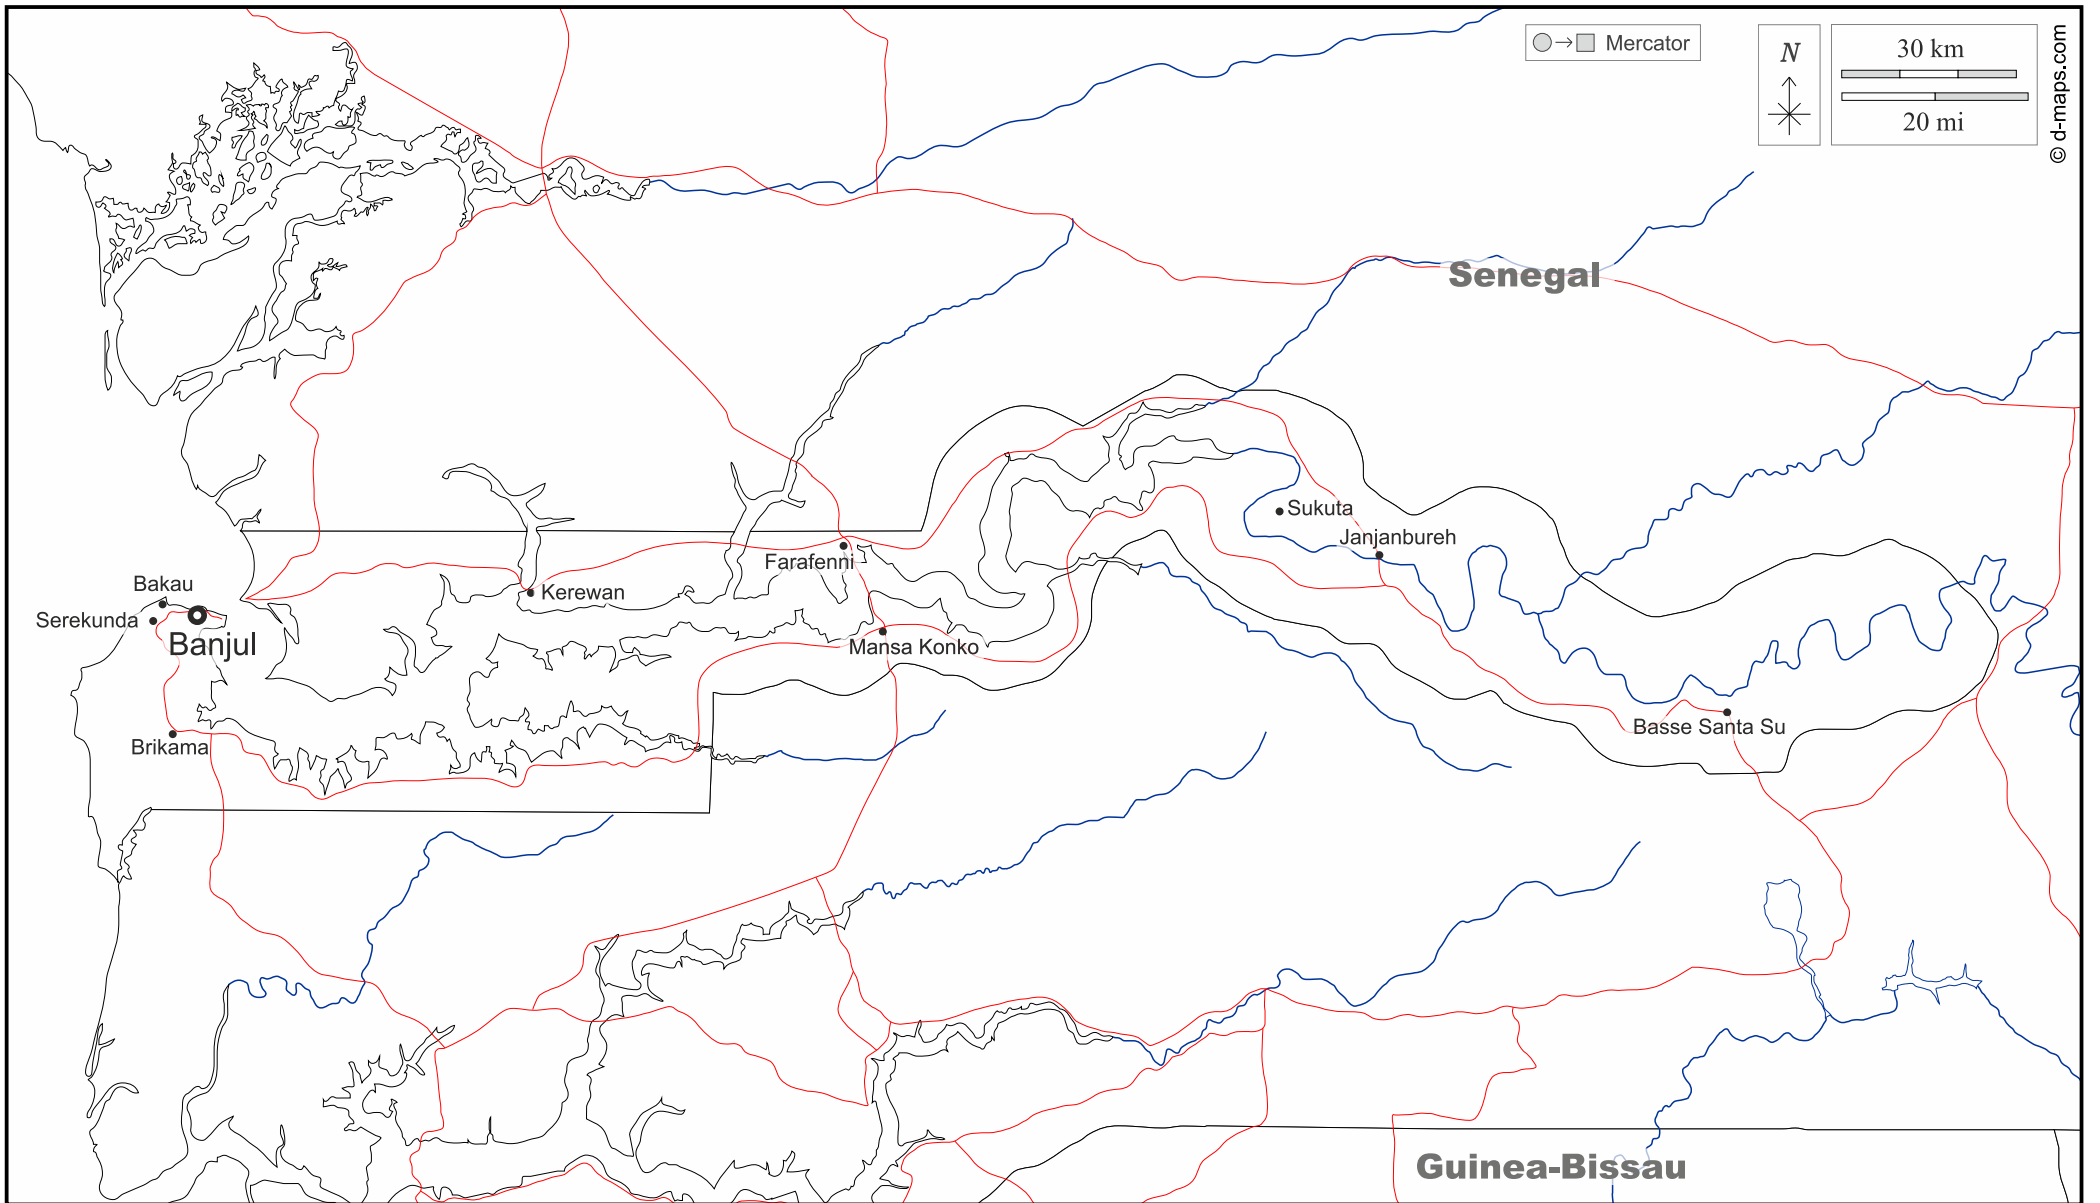 Mercator
N
30 km
20 mi
© d-maps.com
Senegal
Sukuta
Janjanbureh
Farafenni
Bakau
Kerewan
Serekunda
Banjul
Mansa Konko
Basse Santa Su
Brikama
Guinea-Bissau